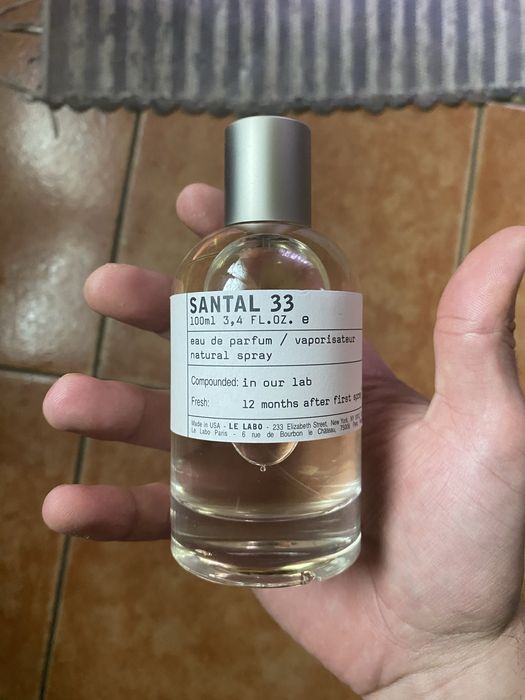 SANTAL 33
100ml 3,4 FL.OZ. e
eau de parfum / vaporisateur
natural spray
Compounded: in our lab
Fresh: 12 months after first
Made in USA - LE LABO - 233 Elizabeth Street, New York, NY
Le Labo Paris - 6 rue de Bourbon le Château, 75006